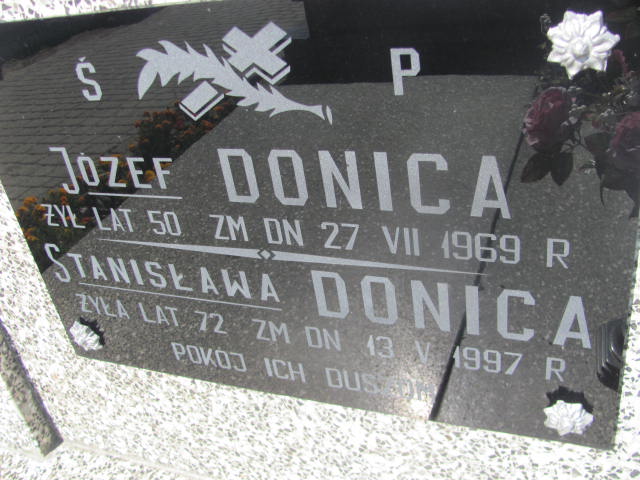 Ś P
JÓZEF DONICA
ŻYŁ LAT 50 ZM DN 27 VII 1969 R
STANISŁAWA DONICA
ŻYŁA LAT 72 ZM DN 13 V 1997 R
POKÓJ ICH DUSZOM